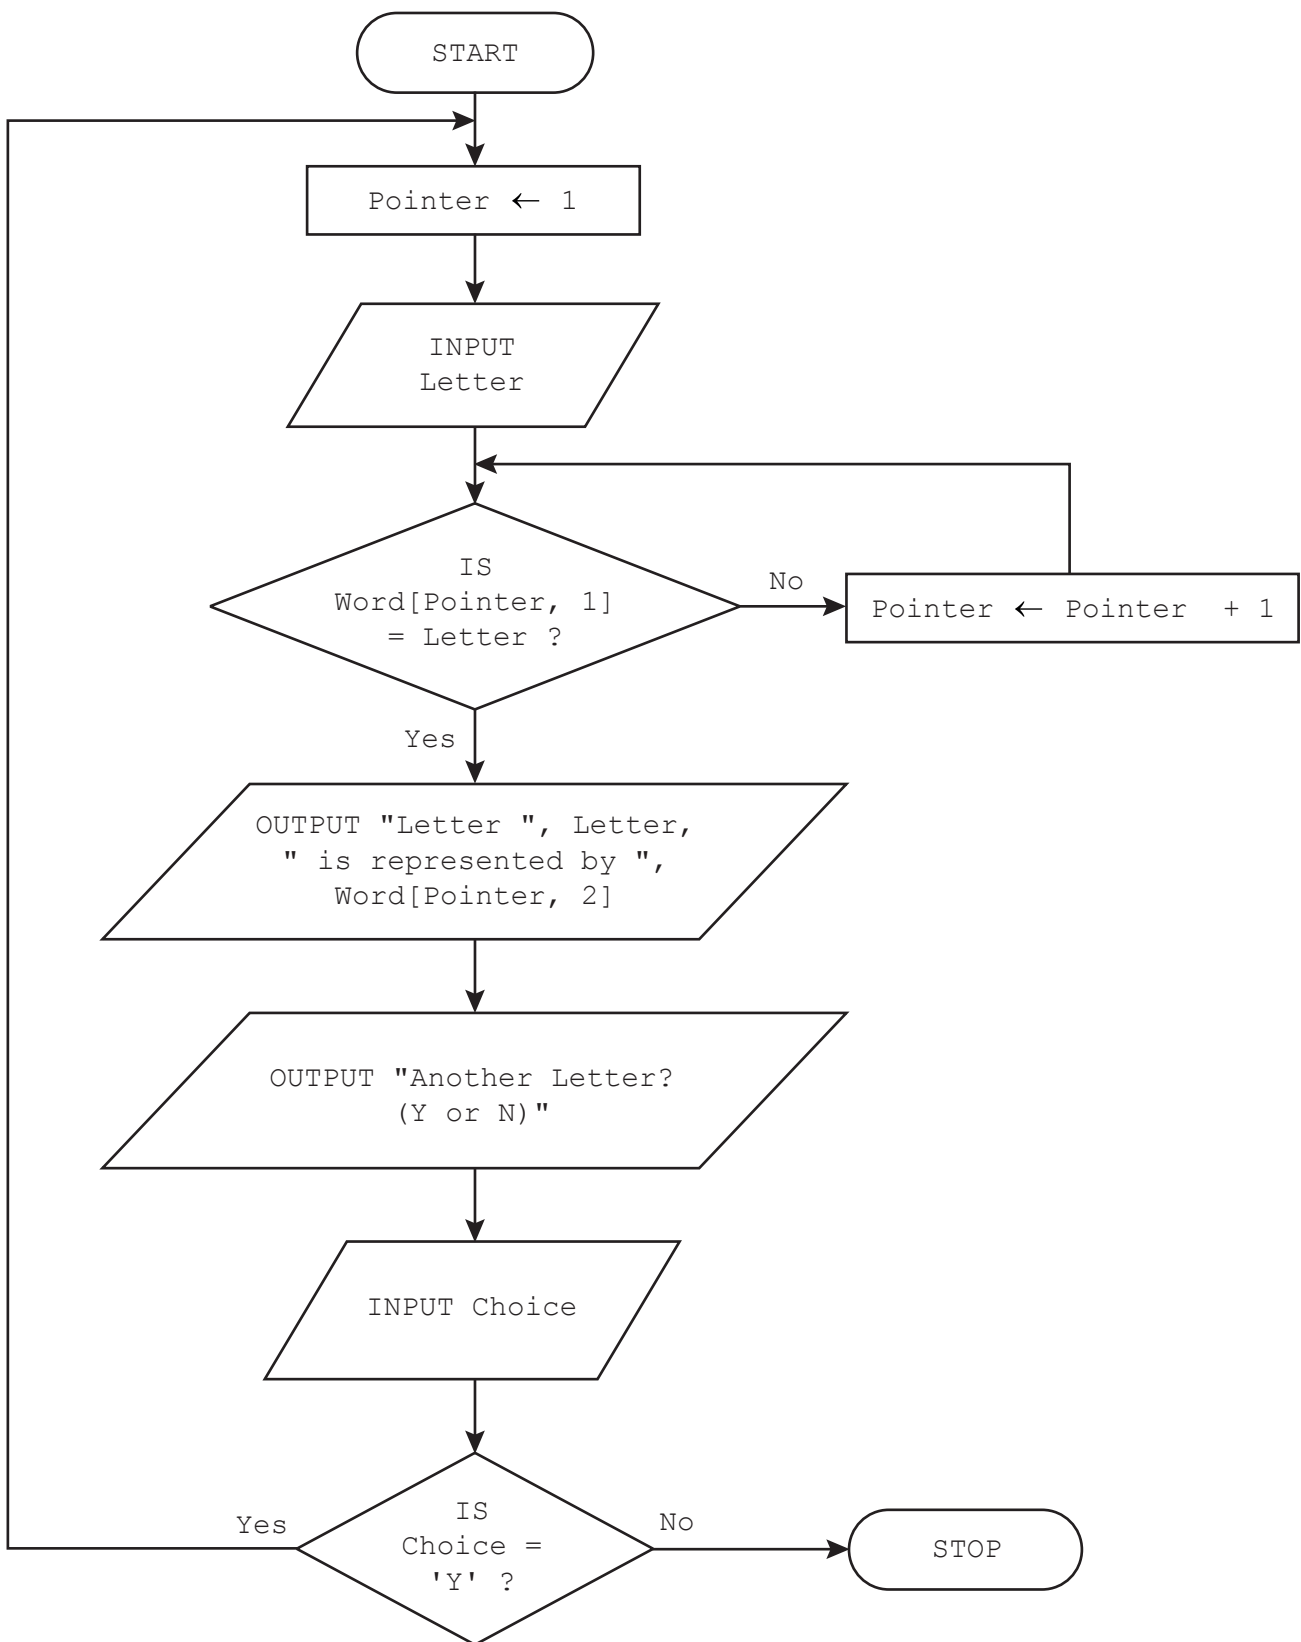 START
Pointer ← 1
INPUT
Letter
IS
Word[Pointer, 1]
= Letter ?
No
Pointer ← Pointer  + 1
Yes
OUTPUT "Letter ", Letter,
" is represented by ",
Word[Pointer, 2]
OUTPUT "Another Letter?
(Y or N)"
INPUT Choice
IS
Choice =
'Y' ?
Yes
No
STOP